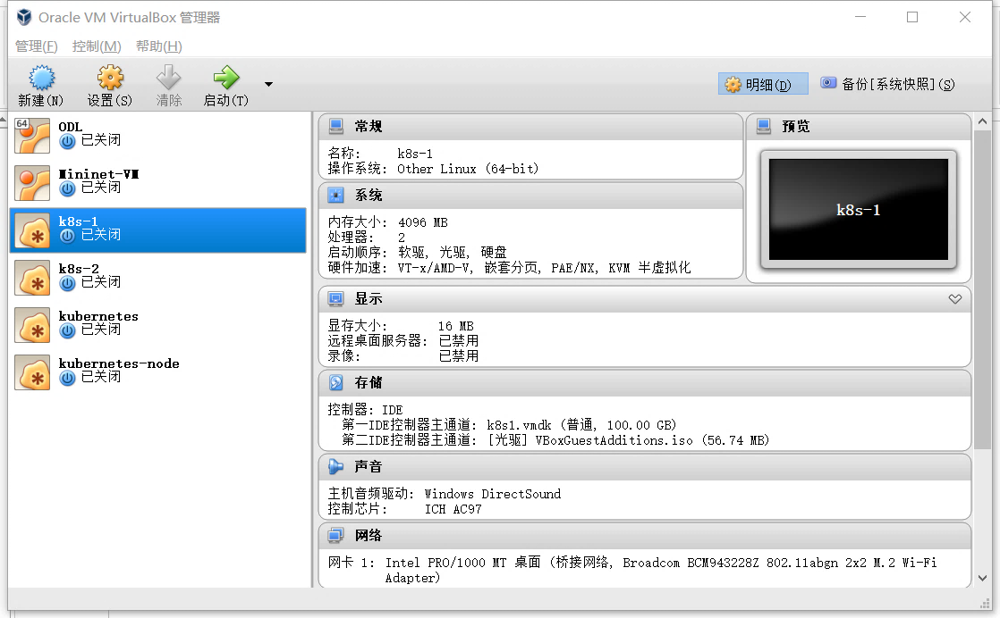 Oracle VM VirtualBox 管理器
管理(F) 控制(M) 帮助(H)
新建(N) 设置(S) 清除 启动(T) 明细(D) 备份[系统快照](S)
64
ODL
已关闭
Mininet-VM
已关闭
k8s-1
已关闭
k8s-2
已关闭
kubernetes
已关闭
kubernetes-node
已关闭
常规
名称: k8s-1
操作系统: Other Linux (64-bit)
系统
内存大小: 4096 MB
处理器: 2
启动顺序: 软驱, 光驱, 硬盘
硬件加速: VT-x/AMD-V, 嵌套分页, PAE/NX, KVM 半虚拟化
预览
k8s-1
显示
显存大小: 16 MB
远程桌面服务器: 已禁用
录像: 已禁用
存储
控制器: IDE
第一IDE控制器主通道: k8s1.vmdk (普通, 100.00 GB)
第二IDE控制器主通道: [光驱] VBoxGuestAdditions.iso (56.74 MB)
声音
主机音频驱动: Windows DirectSound
控制芯片: ICH AC97
网络
网卡 1: Intel PRO/1000 MT 桌面 (桥接网络, Broadcom BCM943228Z 802.11abgn 2x2 M.2 Wi-Fi
Adapter)